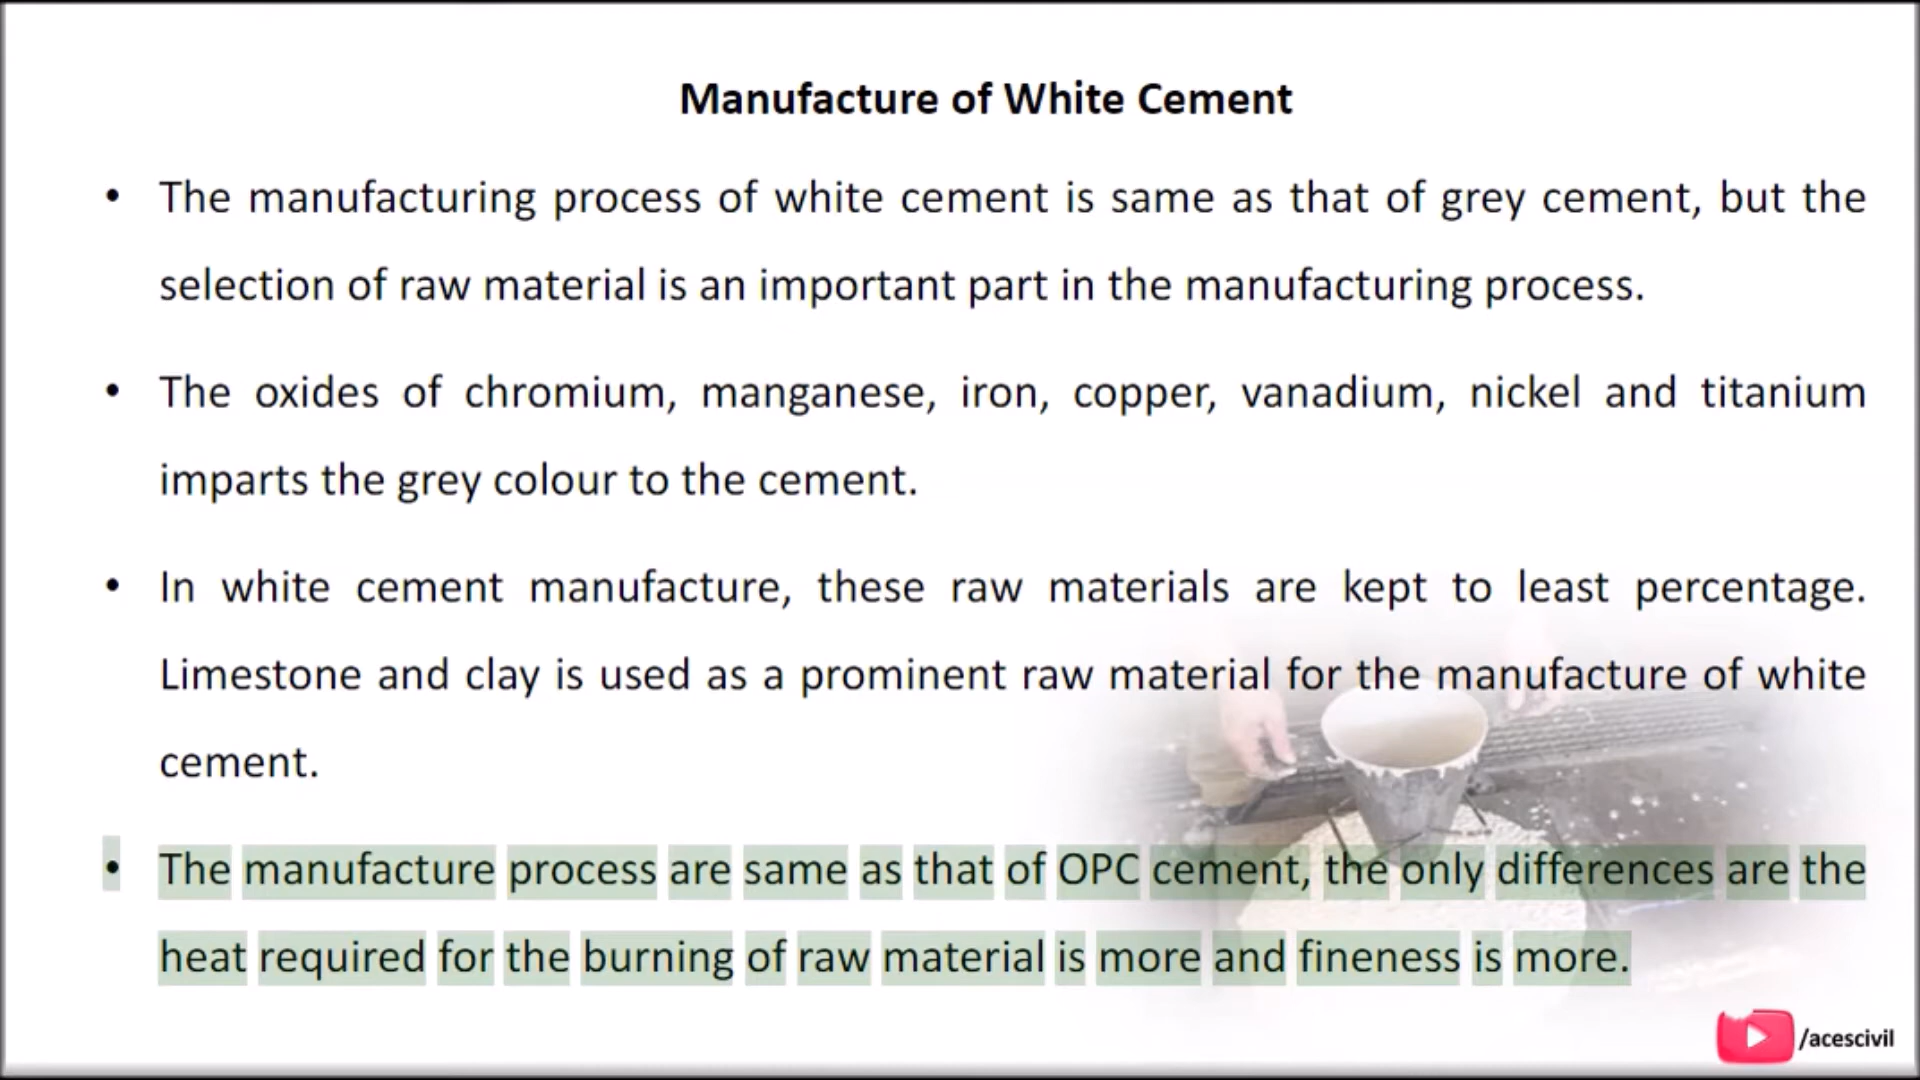 Manufacture of White Cement
• The manufacturing process of white cement is same as that of grey cement, but the
selection of raw material is an important part in the manufacturing process.
• The oxides of chromium, manganese, iron, copper, vanadium, nickel and titanium
imparts the grey colour to the cement.
• In white cement manufacture, these raw materials are kept to least percentage.
Limestone and clay is used as a prominent raw material for the manufacture of white
cement.
• The manufacture process are same as that of OPC cement, the only differences are the
heat required for the burning of raw material is more and fineness is more.
/acescivil